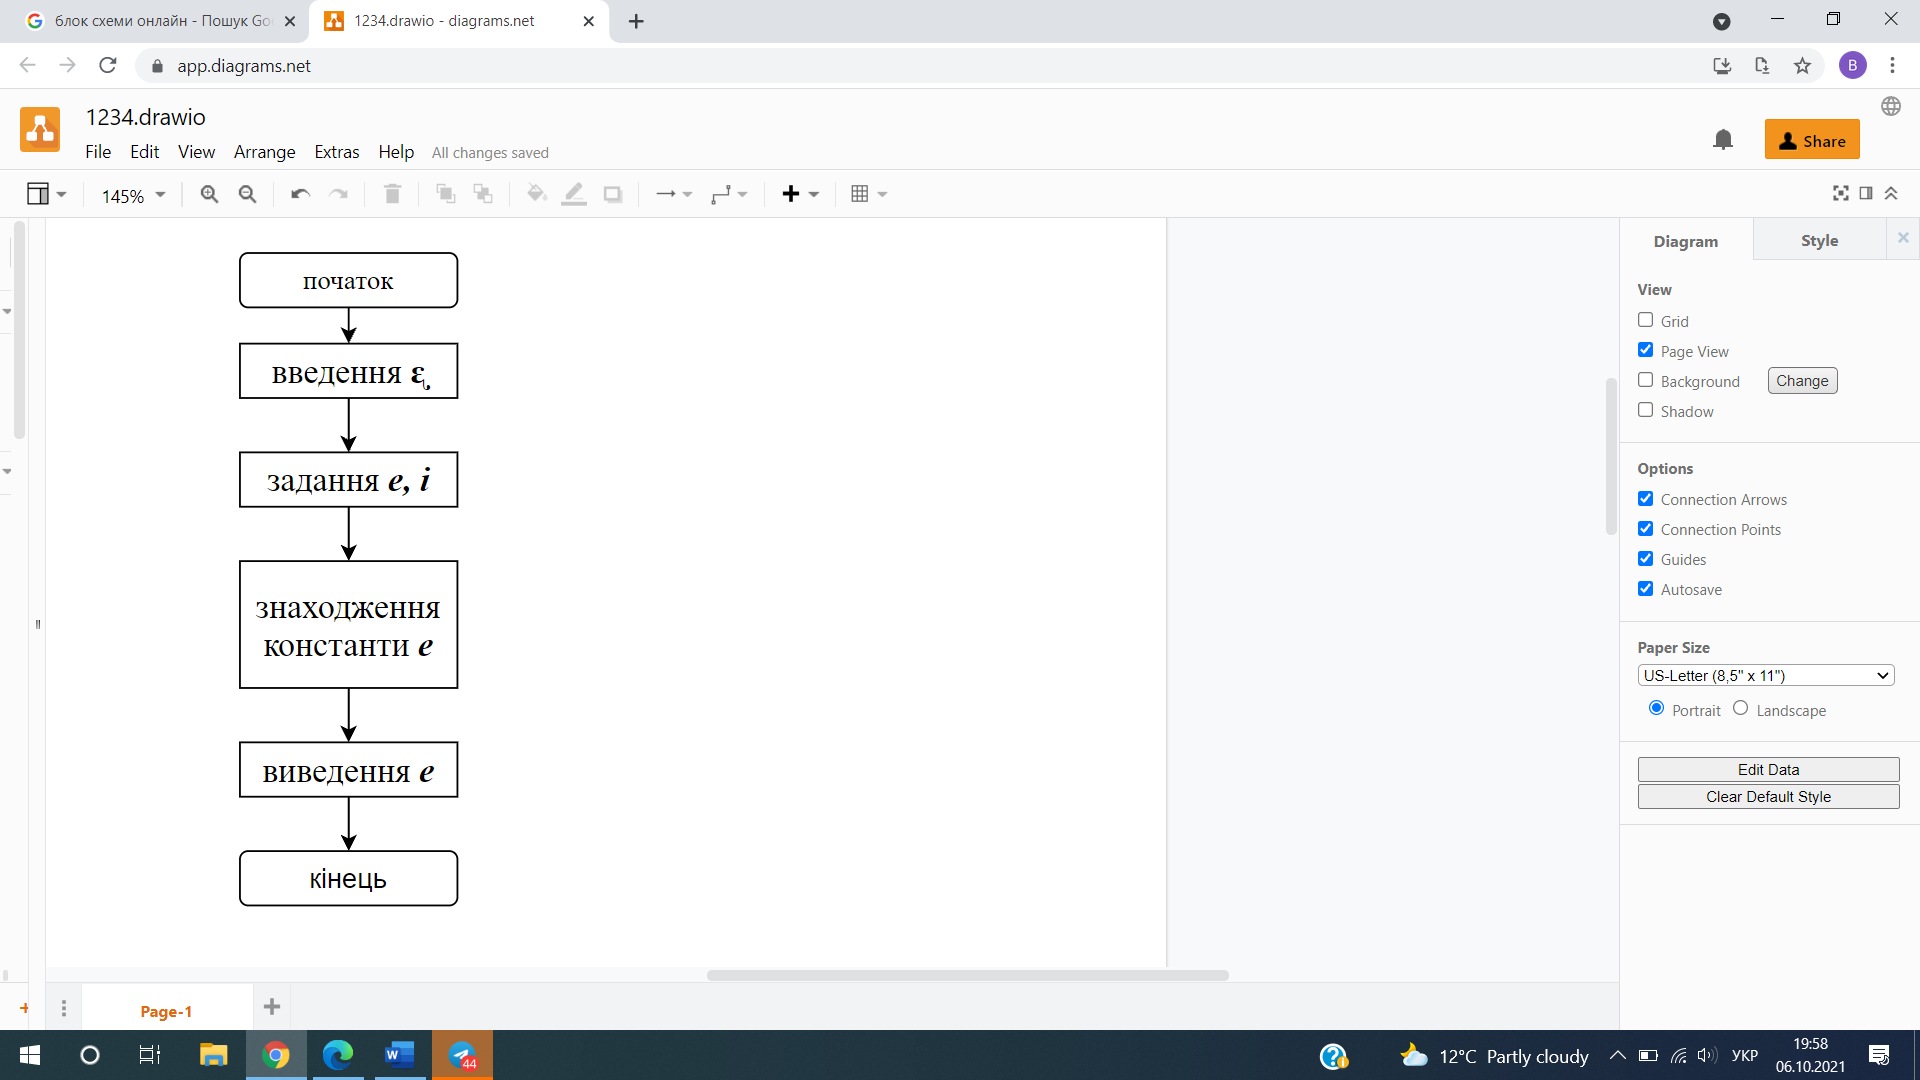 блок схеми онлайн - Пошук Go
1234.drawio - diagrams.net
app.diagrams.net
B
1234.drawio
File Edit View Arrange Extras Help All changes saved
Share
145%
початок
введення ε,
задання e, i
знаходження
константи e
виведення e
кінець
Diagram Style
View
Grid
Page View
Background Change
Shadow
Options
Connection Arrows
Connection Points
Guides
Autosave
Paper Size
US-Letter (8,5" x 11")
Portrait Landscape
Edit Data
Clear Default Style
Page-1
44
12°C Partly cloudy
УКР
19:58
06.10.2021